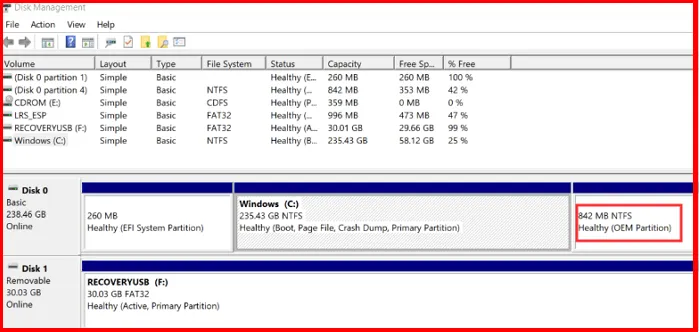 Disk Management
File Action View Help
Volume Layout Type File System Status Capacity Free Sp... % Free
(Disk 0 partition 1) Simple Basic Healthy (E... 260 MB 260 MB 100 %
(Disk 0 partition 4) Simple Basic NTFS Healthy (... 842 MB 353 MB 42 %
CDROM (E:) Simple Basic CDFS Healthy (P... 359 MB 0 MB 0 %
LRS_ESP Simple Basic FAT32 Healthy (... 996 MB 473 MB 47 %
RECOVERYUSB (F:) Simple Basic FAT32 Healthy (A... 30.01 GB 29.66 GB 99 %
Windows (C:) Simple Basic NTFS Healthy (B... 235.43 GB 58.12 GB 25 %
Disk 0
Basic
238.46 GB
Online
260 MB
Healthy (EFI System Partition)
Windows (C:)
235.43 GB NTFS
Healthy (Boot, Page File, Crash Dump, Primary Partition)
842 MB NTFS
Healthy (OEM Partition)
Disk 1
Removable
30.03 GB
Online
RECOVERYUSB (F:)
30.03 GB FAT32
Healthy (Active, Primary Partition)